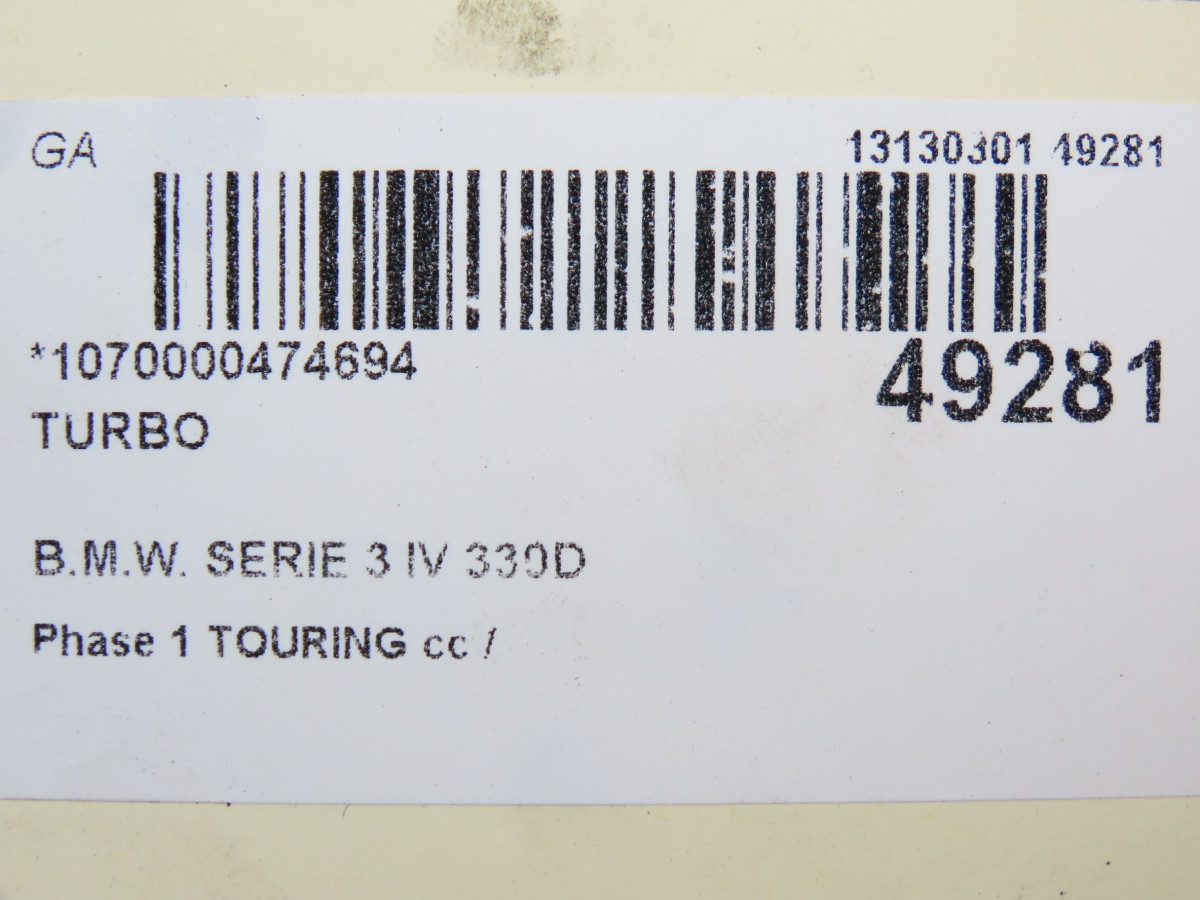 GA
13130301 49281
*1070000474694
49281
TURBO
B.M.W. SERIE 3 IV 330D
Phase 1 TOURING cc /